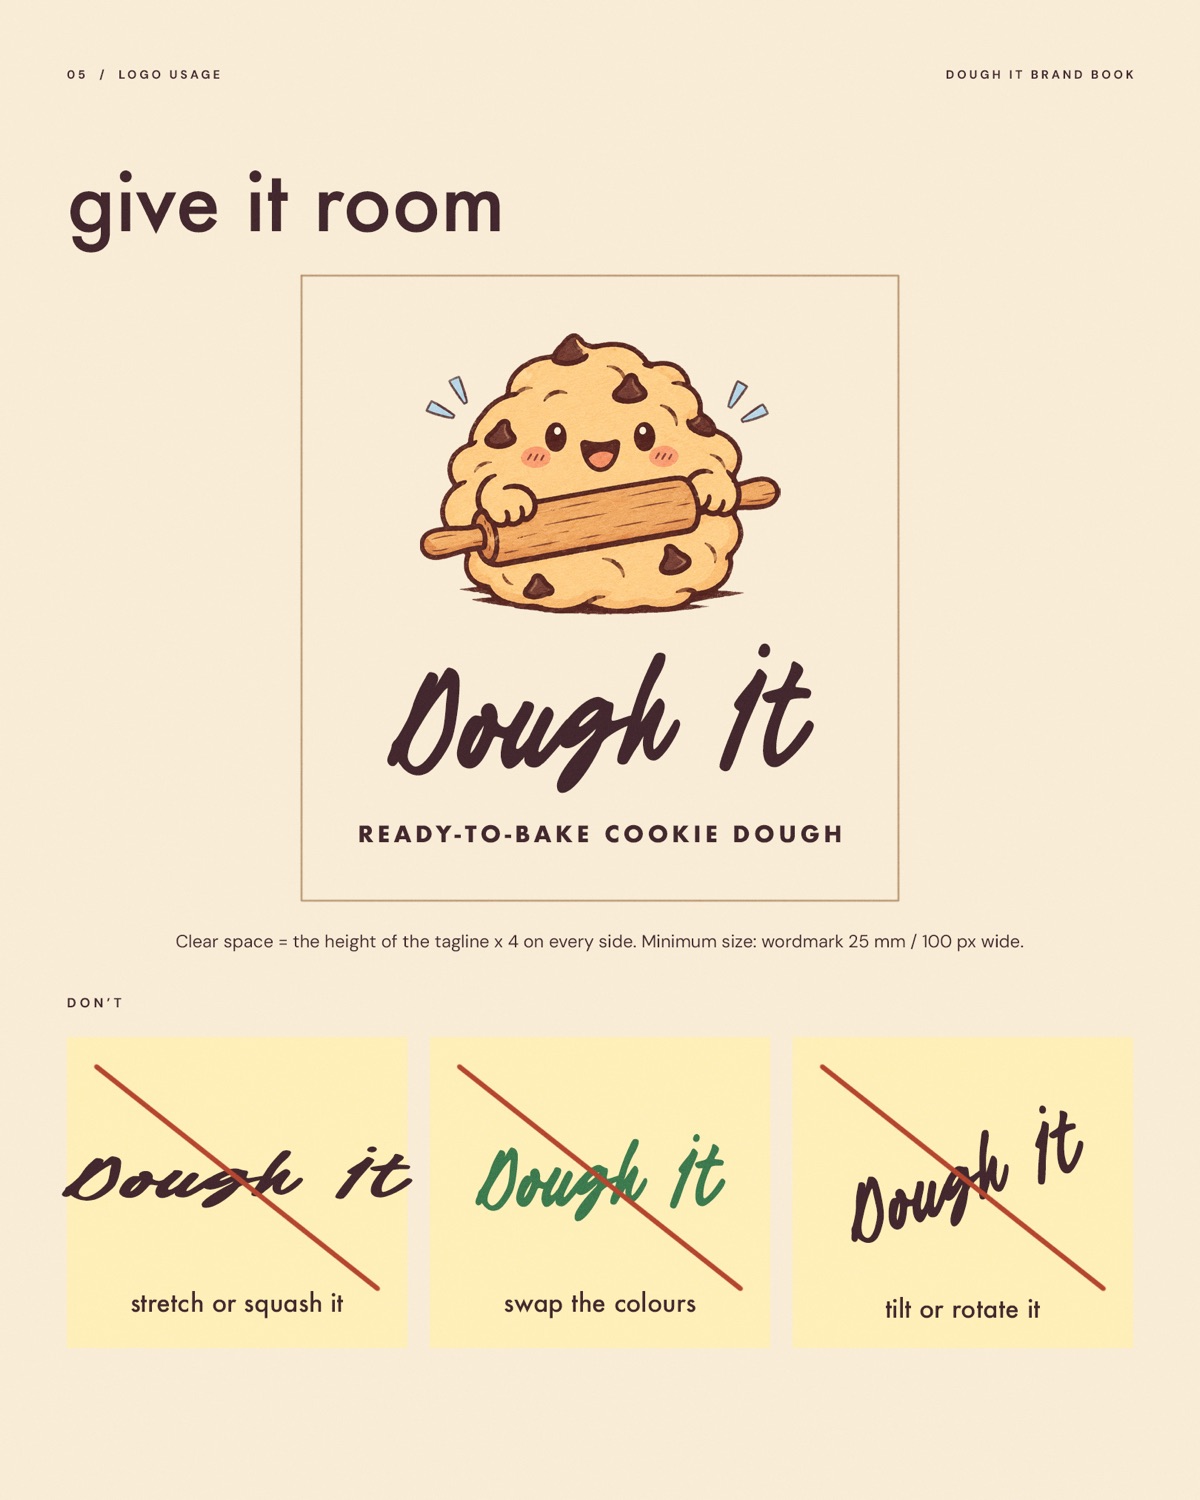 05 / LOGO USAGE
DOUGH IT BRAND BOOK
give it room
Dough it
READY-TO-BAKE COOKIE DOUGH
Clear space = the height of the tagline x 4 on every side. Minimum size: wordmark 25 mm / 100 px wide.
DON'T
Dough it
stretch or squash it
Dough it
swap the colours
Dough it
tilt or rotate it